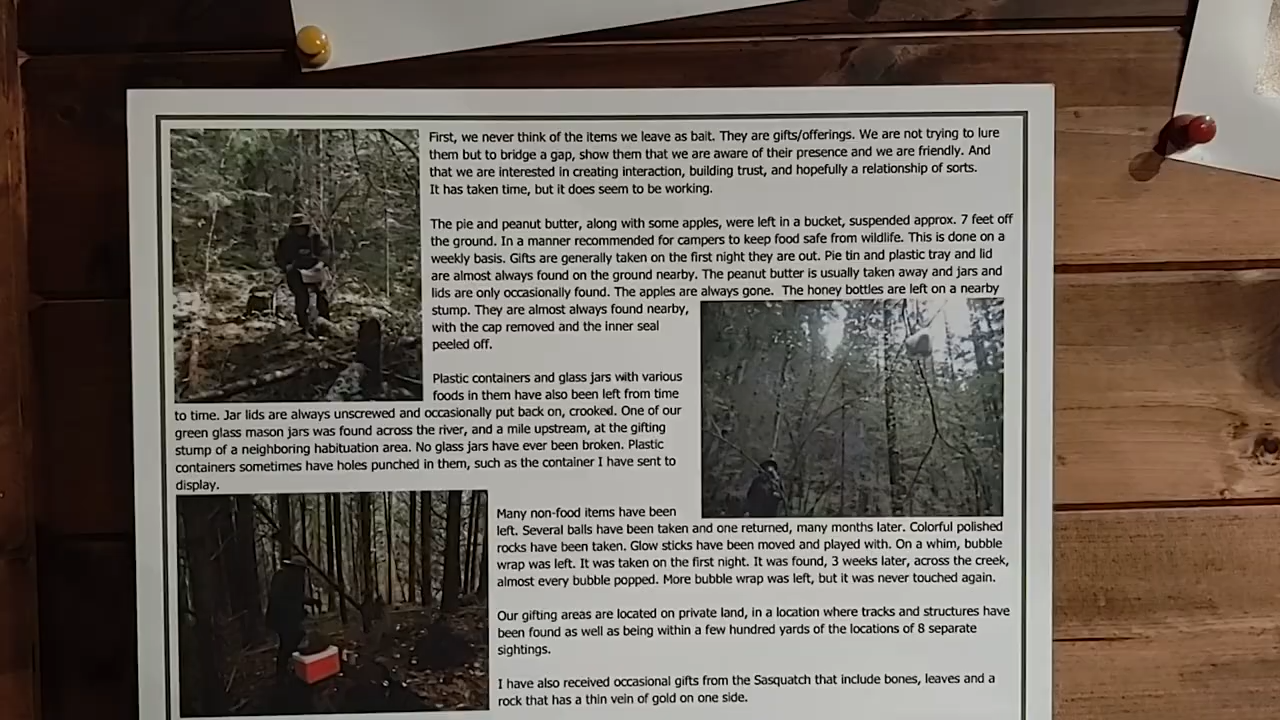 First, we never think of the items we leave as bait. They are gifts/offerings. We are not trying to lure
them but to bridge a gap, show them that we are aware of their presence and we are friendly. And
that we are interested in creating interaction, building trust, and hopefully a relationship of sorts.
It has taken time, but it does seem to be working.
The pie and peanut butter, along with some apples, were left in a bucket, suspended approx. 7 feet off
the ground. In a manner recommended for campers to keep food safe from wildlife. This is done on a
weekly basis. Gifts are generally taken on the first night they are out. Pie tin and plastic tray and lid
are almost always found on the ground nearby. The peanut butter is usually taken away and jars and
lids are only occasionally found. The apples are always gone. The honey bottles are left on a nearby
stump. They are almost always found nearby,
with the cap removed and the inner seal
peeled off.
Plastic containers and glass jars with various
foods in them have also been left from time
to time. Jar lids are always unscrewed and occasionally put back on, crooked. One of our
green glass mason jars was found across the river, and a mile upstream, at the gifting
stump of a neighboring habituation area. No glass jars have ever been broken. Plastic
containers sometimes have holes punched in them, such as the container I have sent to
display.
Many non-food items have been
left. Several balls have been taken and one returned, many months later. Colorful polished
rocks have been taken. Glow sticks have been moved and played with. On a whim, bubble
wrap was left. It was taken on the first night. It was found, 3 weeks later, across the creek,
almost every bubble popped. More bubble wrap was left, but it was never touched again.
Our gifting areas are located on private land, in a location where tracks and structures have
been found as well as being within a few hundred yards of the locations of 8 separate
sightings.
I have also received occasional gifts from the Sasquatch that include bones, leaves and a
rock that has a thin vein of gold on one side.